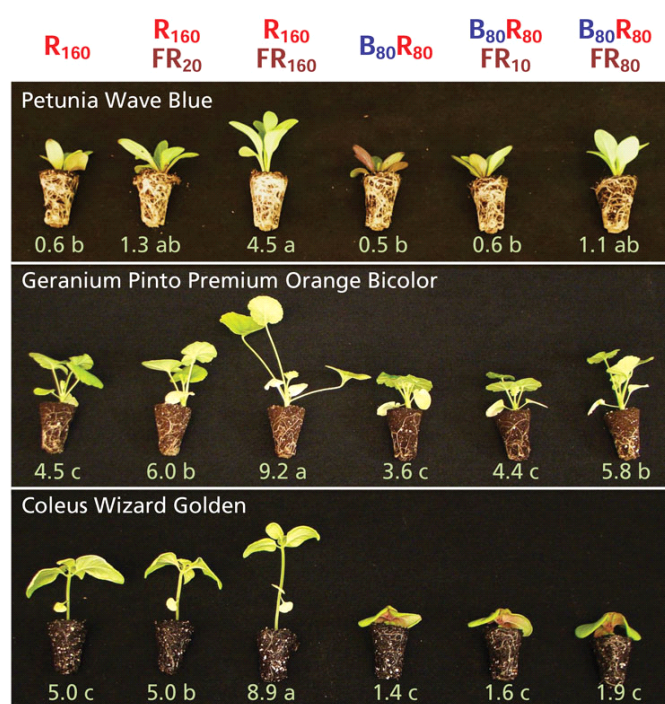 R160 R160 R160 B80R80 B80R80 B80R80
FR20 FR160 FR10 FR80
Petunia Wave Blue
0.6 b 1.3 ab 4.5 a 0.5 b 0.6 b 1.1 ab
Geranium Pinto Premium Orange Bicolor
4.5 c 6.0 b 9.2 a 3.6 c 4.4 c 5.8 b
Coleus Wizard Golden
5.0 c 5.0 b 8.9 a 1.4 c 1.6 c 1.9 c